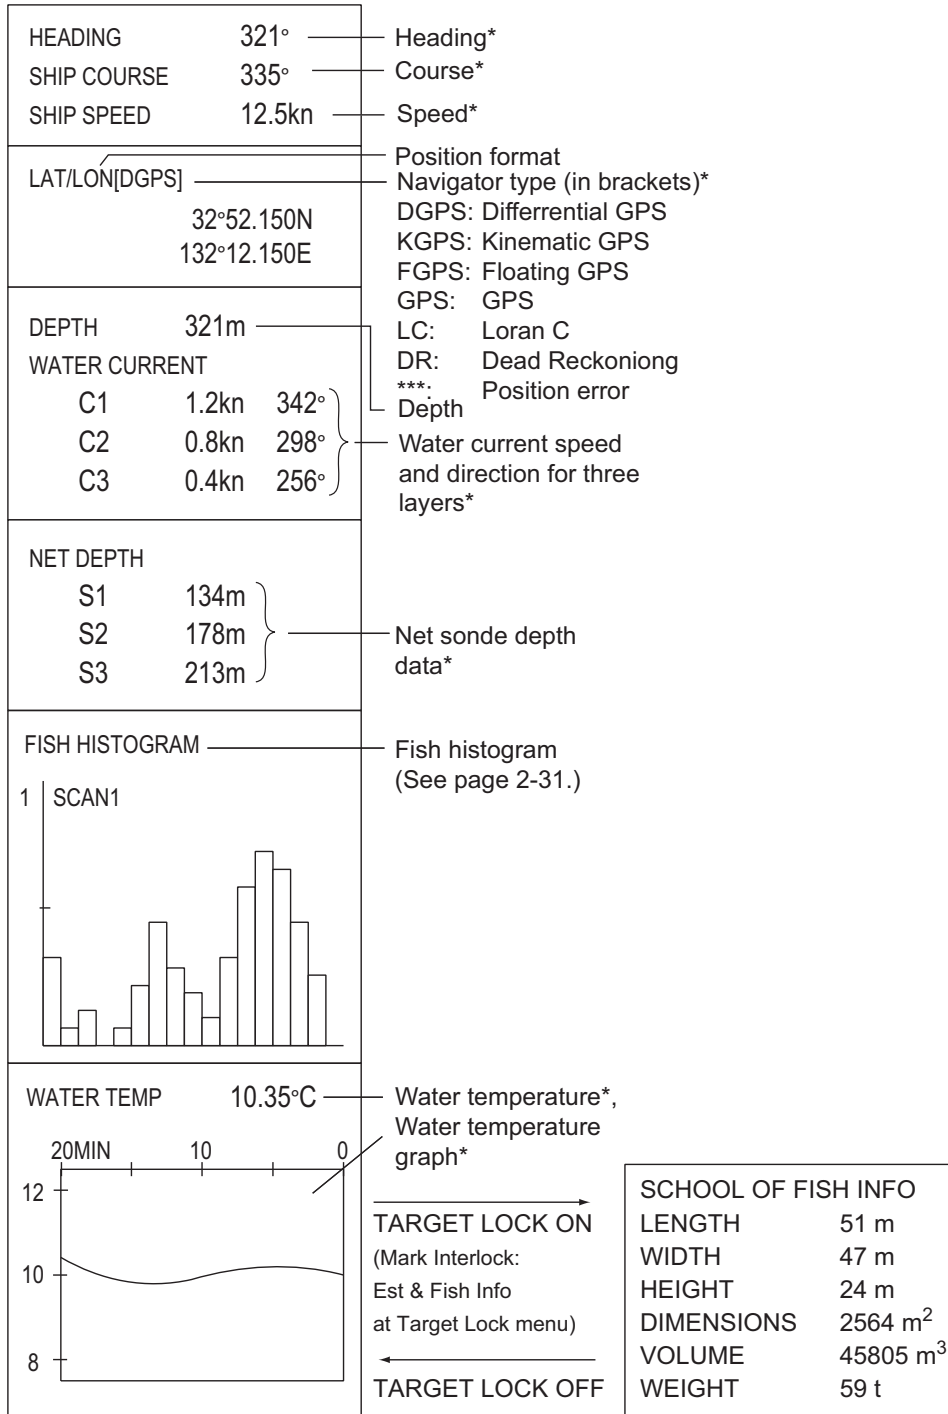 HEADING 321° Heading*
SHIP COURSE 335° Course*
SHIP SPEED 12.5kn Speed*
Position format
LAT/LON[DGPS] Navigator type (in brackets)*
32°52.150N
132°12.150E
DGPS: Differrential GPS
KGPS: Kinematic GPS
FGPS: Floating GPS
GPS: GPS
LC: Loran C
DR: Dead Reckoniong
***: Position error
DEPTH 321m
Depth
WATER CURRENT
C1 1.2kn 342°
C2 0.8kn 298°
C3 0.4kn 256°
Water current speed
and direction for three
layers*
NET DEPTH
S1 134m
S2 178m
S3 213m
Net sonde depth
data*
FISH HISTOGRAM
Fish histogram
(See page 2-31.)
1 SCAN1
WATER TEMP 10.35°C
Water temperature*,
Water temperature
graph*
20MIN 10 0
12
10
8
TARGET LOCK ON
(Mark Interlock:
Est & Fish Info
at Target Lock menu)
TARGET LOCK OFF
SCHOOL OF FISH INFO
LENGTH 51 m
WIDTH 47 m
HEIGHT 24 m
DIMENSIONS 2564 m2
VOLUME 45805 m3
WEIGHT 59 t